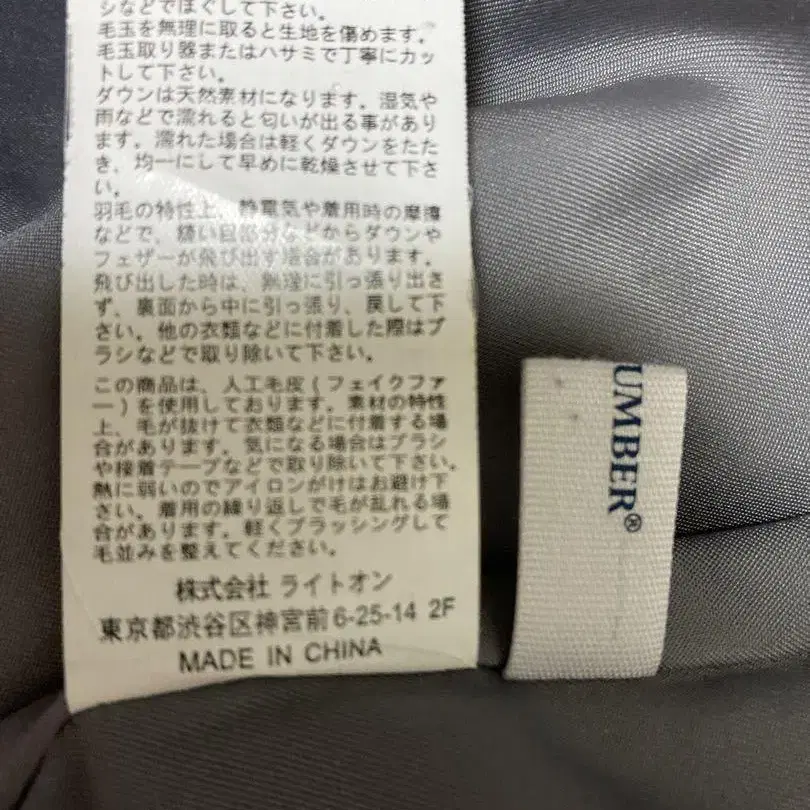 シなどでほぐして下さい。
毛玉を無理に取ると生地を傷めます。
毛玉取り器またはハサミで丁寧にカッ
トして下さい。
ダウンは天然素材になります。湿気や
雨などで濡れると匂いが出る事があり
ます。濡れた場合は軽くダウンをたた
き、均一にして早めに乾燥させて下さ
い。
羽毛の特性上、静電気や着用時の摩擦
などで、縫い目部分などからダウンや
フェザーが飛び出す場合があります。
飛び出した時は、無理に引っ張り出さ
ず、裏面から中に引っ張り、戻して下
さい。他の衣類などに付着した際はブ
ラシなどで取り除いて下さい。
この商品は、人工毛皮(フェイクファ
ー)を使用しております。素材の特性
上、毛が抜けて衣類などに付着する場
合があります。気になる場合はブラシ
や接着テープなどで取り除いて下さい。
熱に弱いのでアイロンがけはお避け下
さい。着用の繰り返しで毛が乱れる場
合があります。軽くブラッシングして
毛並みを整えてください。
株式会社 ライトオン
東京都渋谷区神宮前6-25-14 2F
MADE IN CHINA
UMBER®